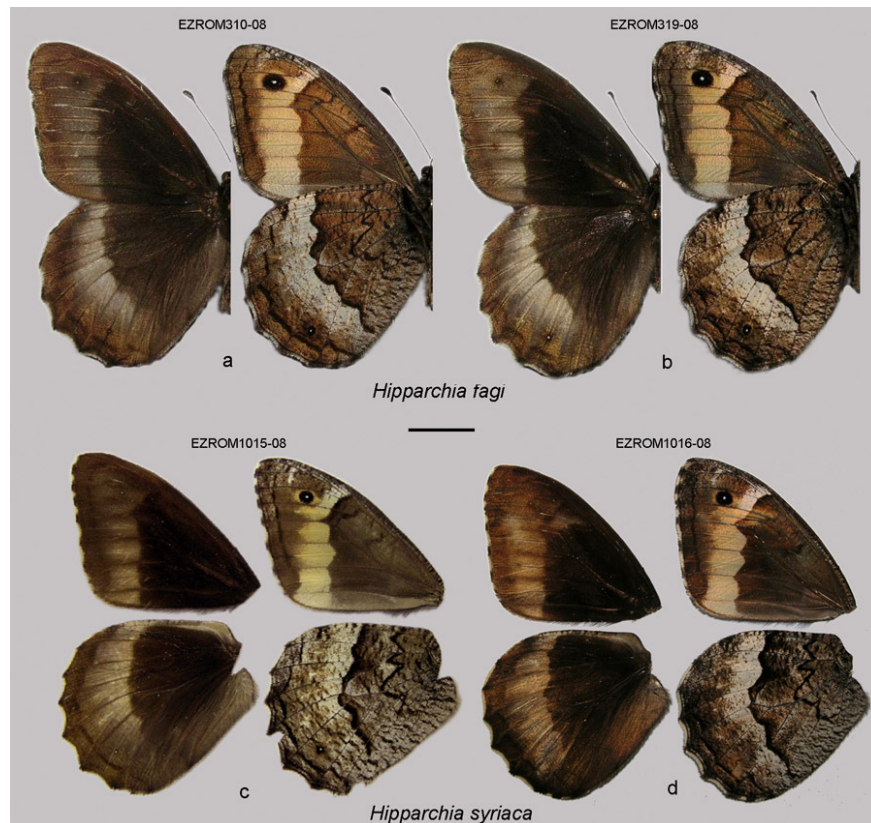 EZROM310-08
EZROM319-08
a
b
Hipparchia fagi
EZROM1015-08
EZROM1016-08
c
d
Hipparchia syriaca